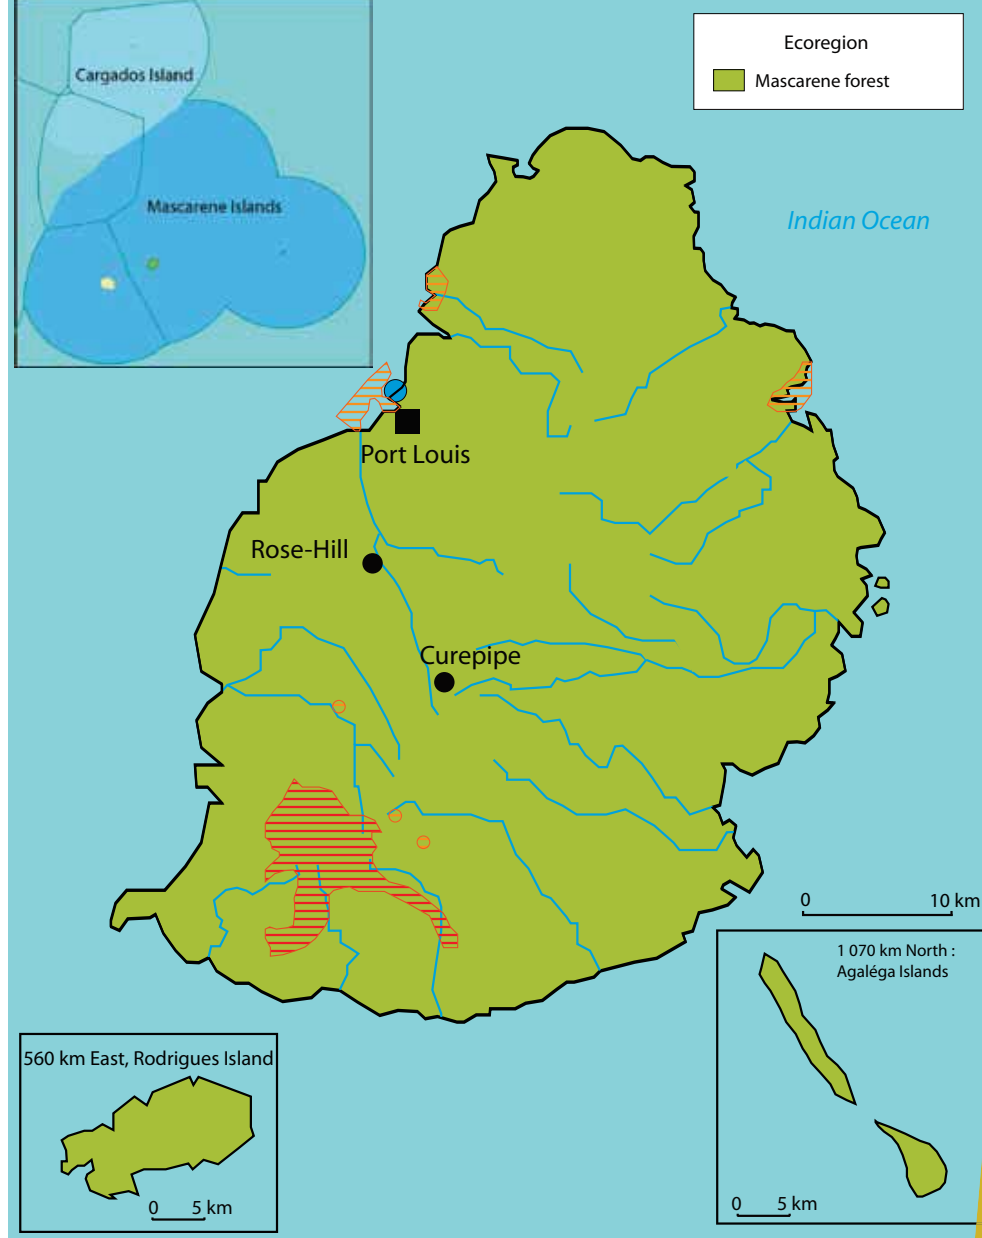 Cargados Island
Mascarene Islands
Ecoregion
Mascarene forest
Indian Ocean
Port Louis
Rose-Hill
Curepipe
0 10 km
1 070 km North :
Agaléga Islands
0 5 km
560 km East, Rodrigues Island
0 5 km